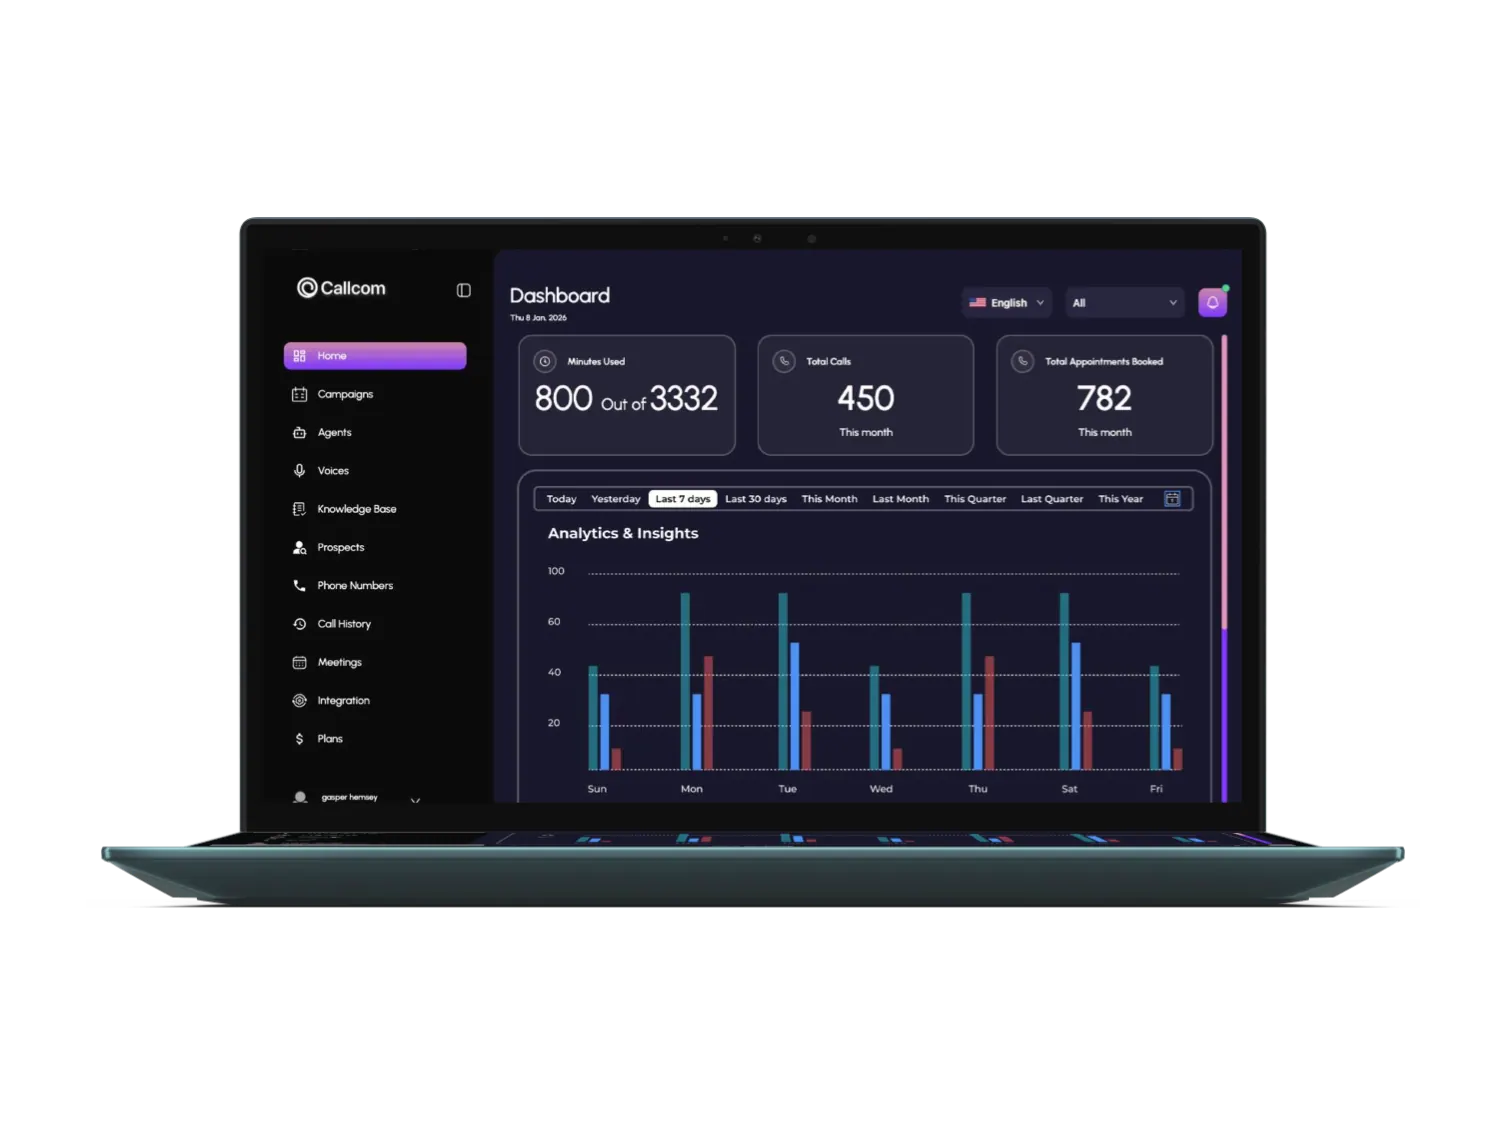 Callcom
Home
Campaigns
Agents
Voices
Knowledge Base
Prospects
Phone Numbers
Call History
Meetings
Integration
Plans
gasper hemsey
Dashboard
Thu 8 Jan, 2026
English
All
Minutes Used
800 Out of 3332
Total Calls
450
This month
Total Appointments Booked
782
This month
Today Yesterday Last 7 days Last 30 days This Month Last Month This Quarter Last Quarter This Year
Analytics & Insights
100
60
40
20
Sun Mon Tue Wed Thu Sat Fri